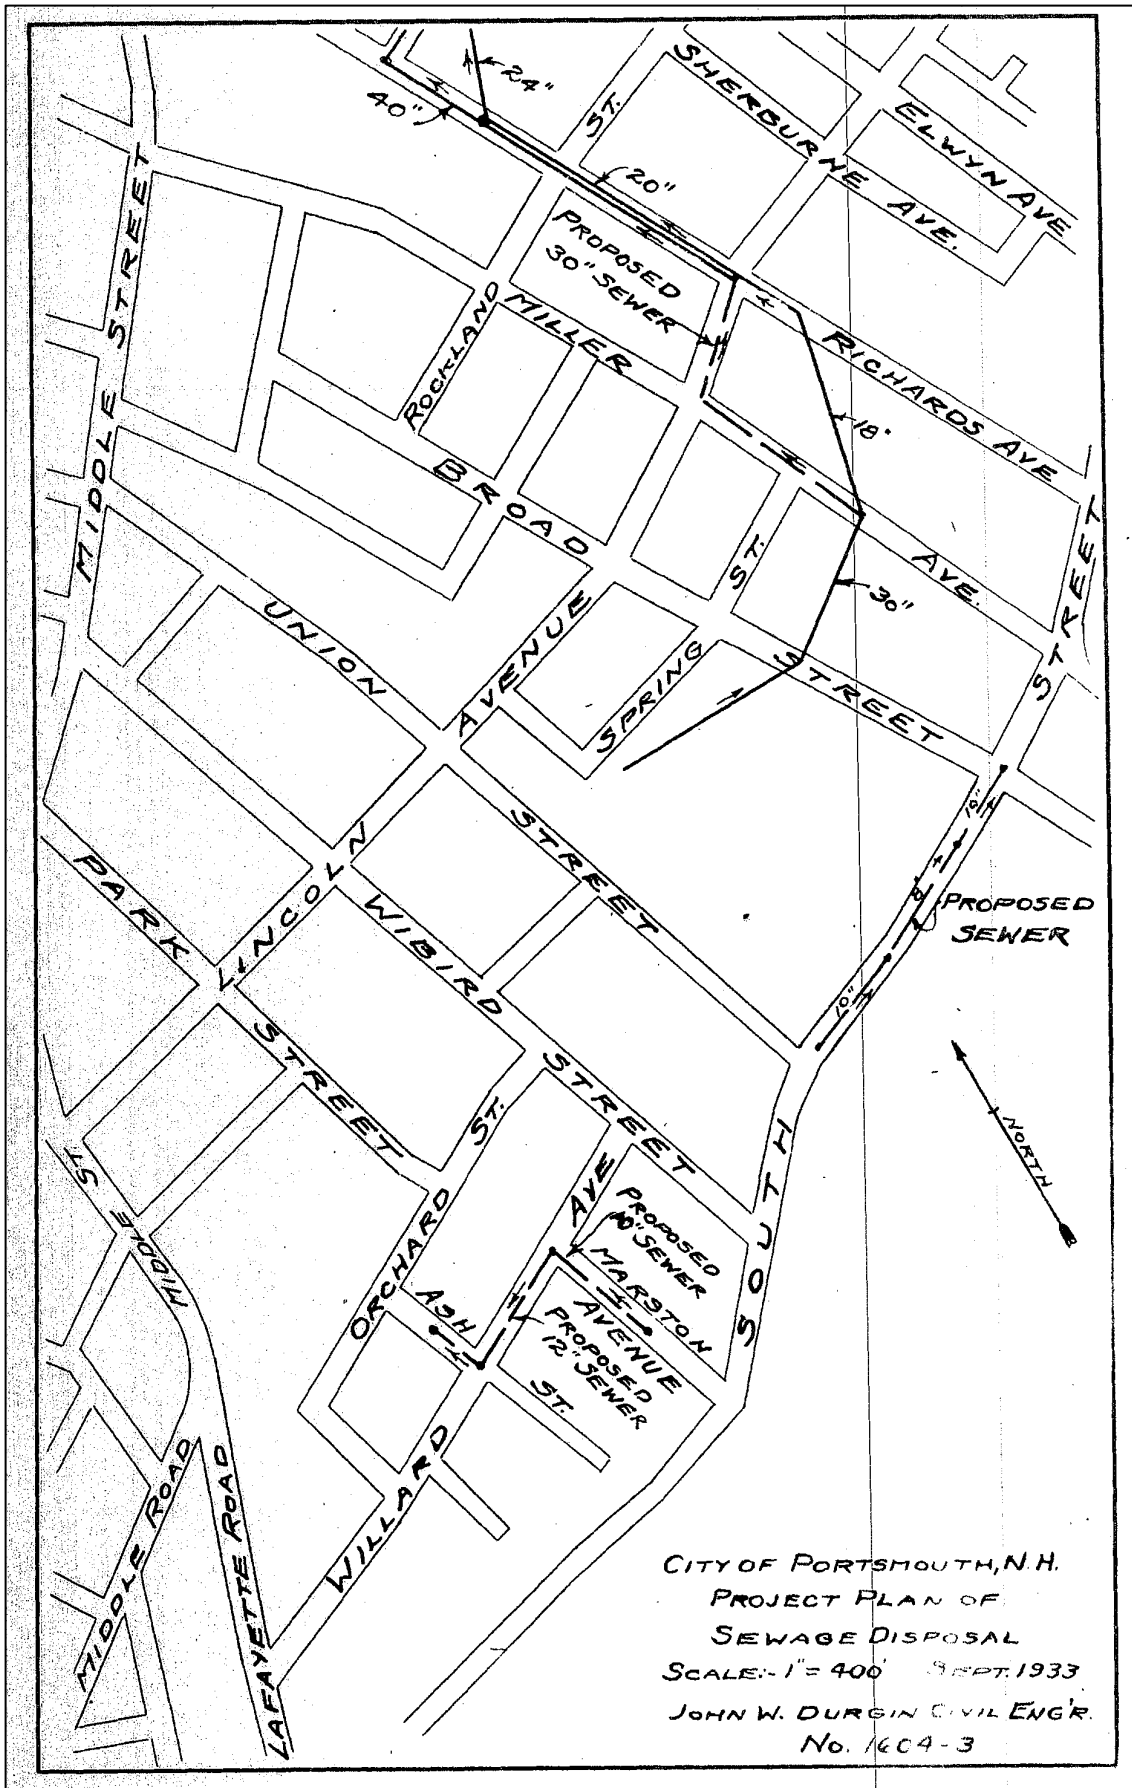 24"
40"
ST.
SHERBURNE AVE.
ELWYN AVE
20"
PROPOSED
30" SEWER
MIDDLE STREET
ROCKLAND
MILLER
AVE.
RICHARDS AVE
18"
BROAD
STREET
ST.
30"
SPRING
UNION
STREET
LINCOLN
AVENUE
PARK
STREET
WIBIRD
STREET
10"
8"
10"
PROPOSED
SEWER
NORTH
SOUTH
STREET
MIDDLE ST
ORCHARD
ST.
ASH
ST.
WILLARD
AVE
PROPOSED
10" SEWER
MARSTON
AVENUE
PROPOSED
12" SEWER
MIDDLE ROAD
LAFAYETTE ROAD
CITY OF PORTSMOUTH, N.H.
PROJECT PLAN OF
SEWAGE DISPOSAL
SCALE:- 1" = 400' SEPT. 1933
JOHN W. DURGIN CIVIL ENG'R.
No. 1604-3